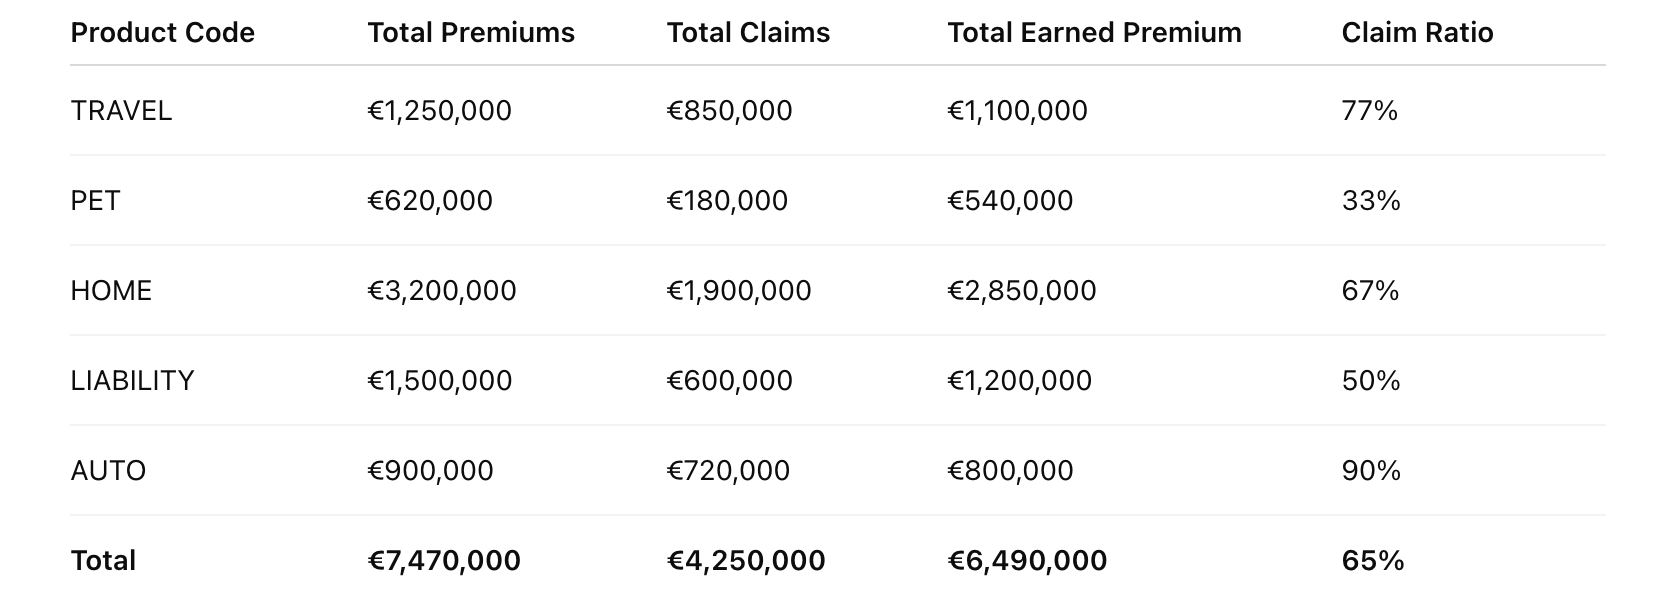 Product Code Total Premiums Total Claims Total Earned Premium Claim Ratio
TRAVEL €1,250,000 €850,000 €1,100,000 77%
PET €620,000 €180,000 €540,000 33%
HOME €3,200,000 €1,900,000 €2,850,000 67%
LIABILITY €1,500,000 €600,000 €1,200,000 50%
AUTO €900,000 €720,000 €800,000 90%
Total €7,470,000 €4,250,000 €6,490,000 65%